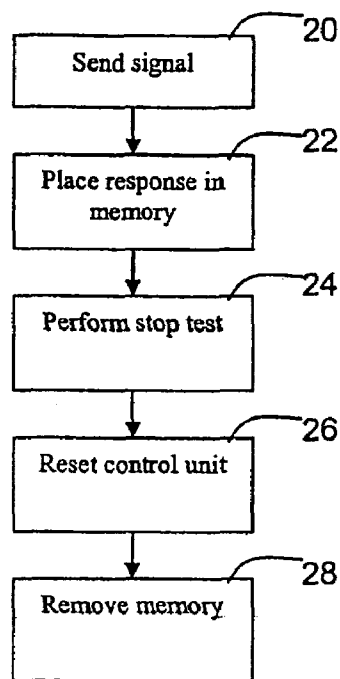 20
Send signal
22
Place response in
memory
24
Perform stop test
26
Reset control unit
28
Remove memory